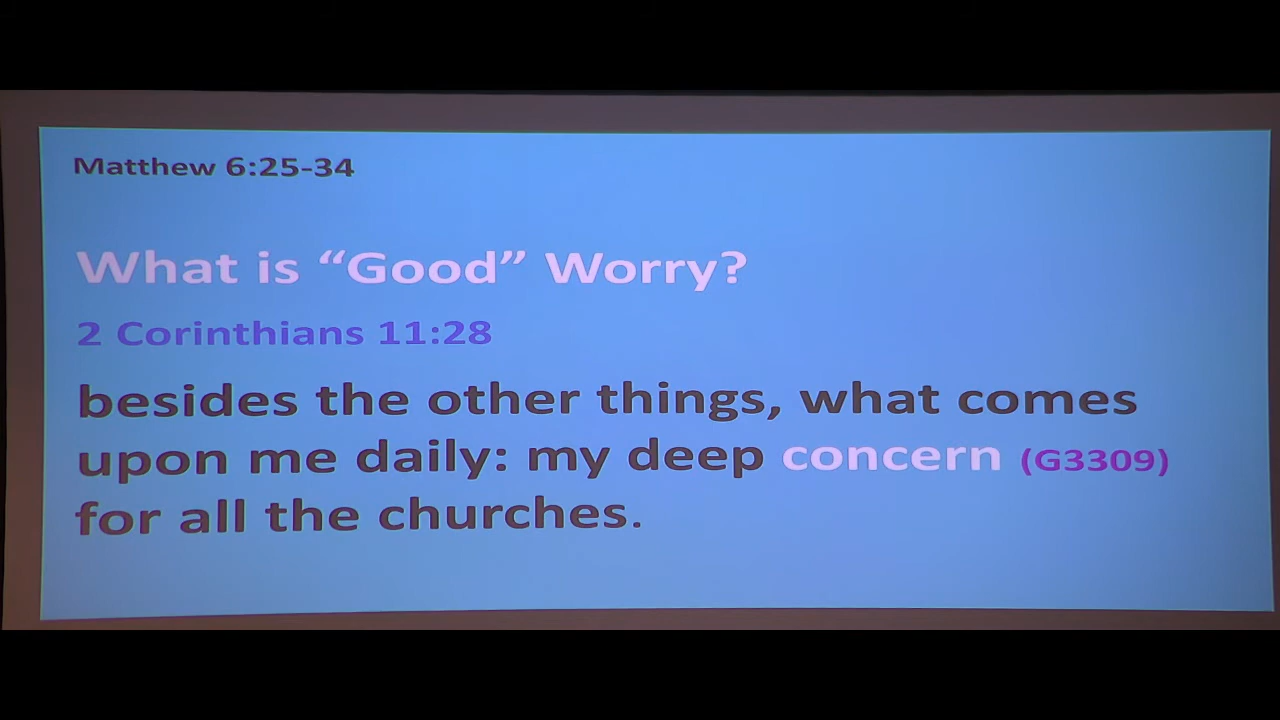 Matthew 6:25-34
What is “Good” Worry?
2 Corinthians 11:28
besides the other things, what comes
upon me daily: my deep concern (G3309)
for all the churches.